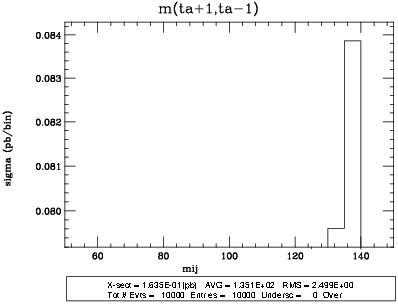 m(ta+1,ta-1)
sigma (pb/bin)
0.084
0.083
0.082
0.081
0.080
60 80 100 120 140
mij
X-sect = 1.635E-01(pb) AVG = 1.351E+02 RMS = 2.499E+00
Tot # Evts = 10000 Entries = 10000 Undersc = 0 Over